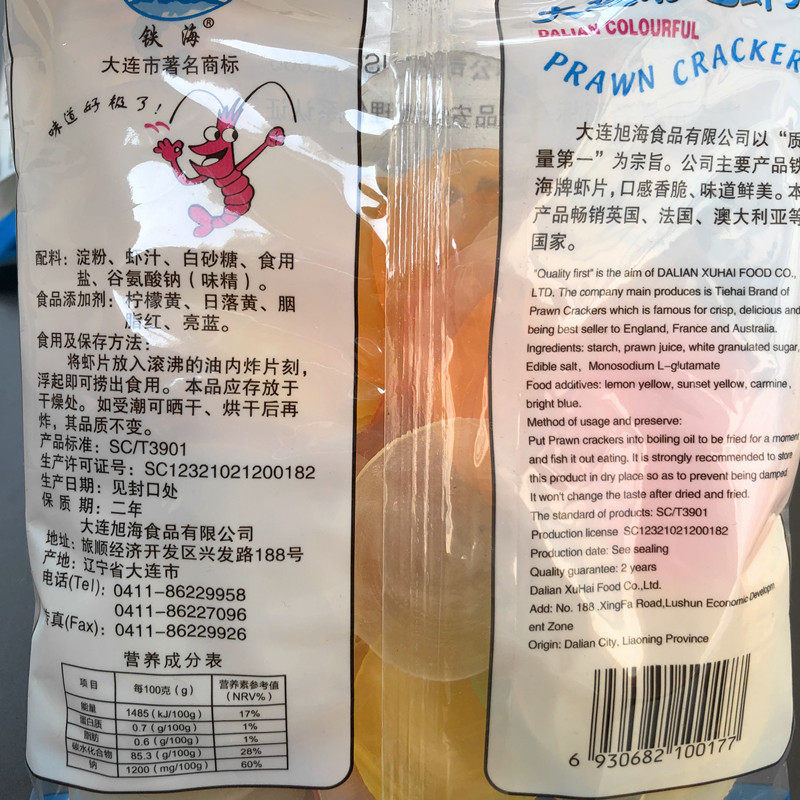 铁海®
大连市著名商标
味道好极了!
配料: 淀粉、虾汁、白砂糖、食用
盐、谷氨酸钠(味精)。
食品添加剂: 柠檬黄、日落黄、胭
脂红、亮蓝。
食用及保存方法:
将虾片放入滚沸的油内炸片刻,
浮起即可捞出食用。本品应存放于
干燥处。如受潮可晒干、烘干后再
炸,其品质不变。
产品标准: SC/T3901
生产许可证号: SC12321021200182
生产日期: 见封口处
保 质 期: 二年
大连旭海食品有限公司
地址: 旅顺经济开发区兴发路188号
产地: 辽宁省大连市
电话(Tel): 0411-86229958
0411-86227096
传真(Fax): 0411-86229926
营养成分表
项目 每100克(g) 营养素参考值(NRV%)
能量 1485(kJ/100g) 17%
蛋白质 0.7(g/100g) 1%
脂肪 0.6(g/100g) 1%
碳水化合物 85.3(g/100g) 28%
钠 1200(mg/100g) 60%
DALIAN COLOURFUL
PRAWN CRACKER
大连旭海食品有限公司以“质
量第一”为宗旨。公司主要产品铁
海牌虾片,口感香脆、味道鲜美。本
产品畅销英国、法国、澳大利亚等
国家。
"Quality first" is the aim of DALIAN XUHAI FOOD CO.,
LTD. The company main produces is Tiehai Brand of
Prawn Crackers which is farnous for crisp, delicious and
being best seller to England, France and Australia.
Ingredients: starch, prawn juice, white granulated sugar,
Edible salt, Monosodium L-glutamate
Food additives: lemon yellow, sunset yellow, carmine,
bright blue.
Method of usage and preserve:
Put Prawn crackers into boiling oil to be fried for a moment
and fish it out eating. It is strongly recommended to store
this product in dry place so as to prevent being damped.
It won't change the taste after dried and fried.
The standard of products: SC/T3901
Production license SC12321021200182
Production date: See sealing
Quality guarantee: 2 years
Dalian XuHai Food Co.,Ltd.
Add: No. 188 ,XingFa Road,Lushun Economic Developm
ent Zone
Origin: Dalian City, Liaoning Province
6 930682 100177